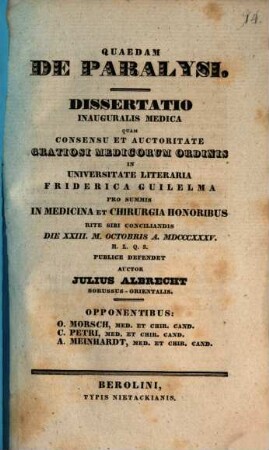 14.
QUAEDAM
DE PARALYSI.
DISSERTATIO
INAUGURALIS MEDICA
QUAM
CONSENSU ET AUCTORITATE
GRATIOSI MEDICORUM ORDINIS
IN
UNIVERSITATE LITERARIA
FRIDERICA GUILELMA
PRO SUMMIS
IN MEDICINA ET CHIRURGIA HONORIBUS
RITE SIBI CONCILIANDIS
DIE XXIII. M. OCTOBRIS A. MDCCCXXXV.
H. L. Q. S.
PUBLICE DEFENDET
AUCTOR
JULIUS ALBRECHT
BORUSSUS-ORIENTALIS.
OPPONENTIBUS:
O. MORSCH, MED. ET CHIR. CAND.
C. PETRI, MED. ET CHIR. CAND.
A. MEINHARDT, MED. ET CHIR. CAND.
BEROLINI,
TYPIS NIETACKIANIS.